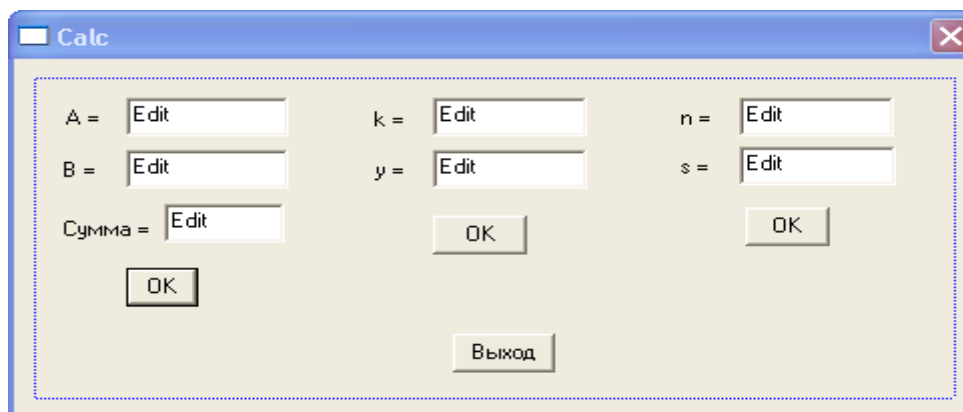 Calc
A = Edit k = Edit n = Edit
B = Edit y = Edit s = Edit
Сумма = Edit OK OK
OK
Выход